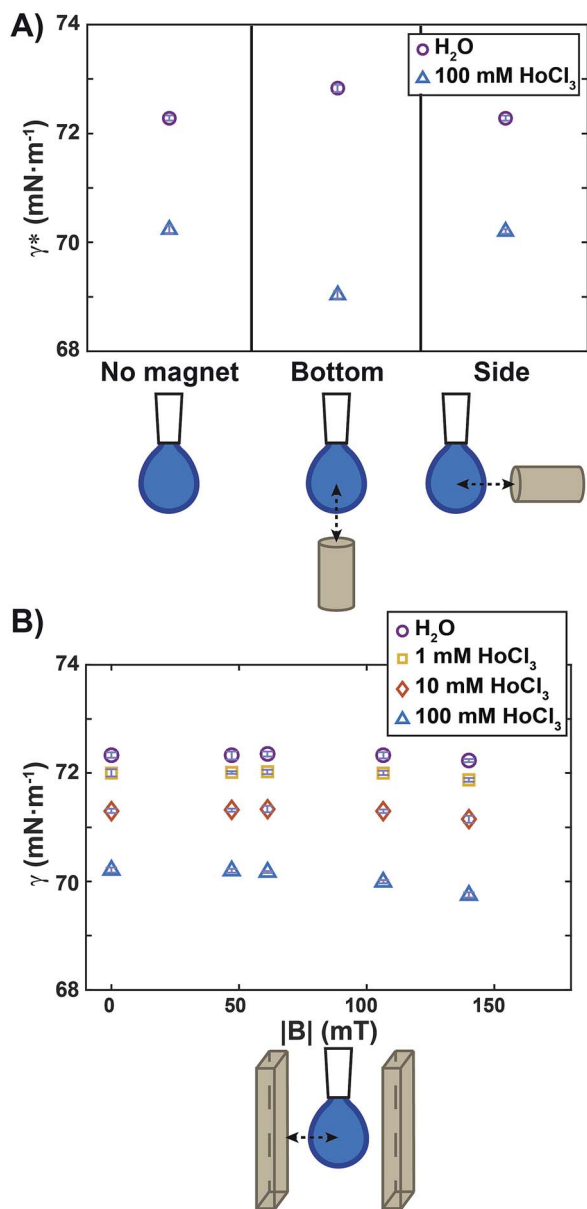 A)
74
72
70
68
γ* (mN·m⁻¹)
H₂O
100 mM HoCl₃
No magnet Bottom Side
B)
H₂O
1 mM HoCl₃
10 mM HoCl₃
100 mM HoCl₃
74
72
70
68
γ (mN·m⁻¹)
0 50 100 150
|B| (mT)